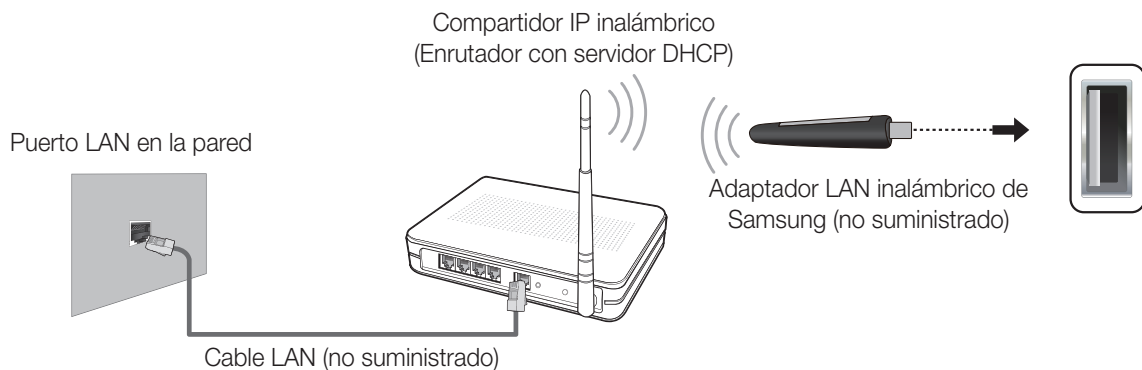 Compartidor IP inalámbrico
(Enrutador con servidor DHCP)
Puerto LAN en la pared
Adaptador LAN inalámbrico de
Samsung (no suministrado)
Cable LAN (no suministrado)